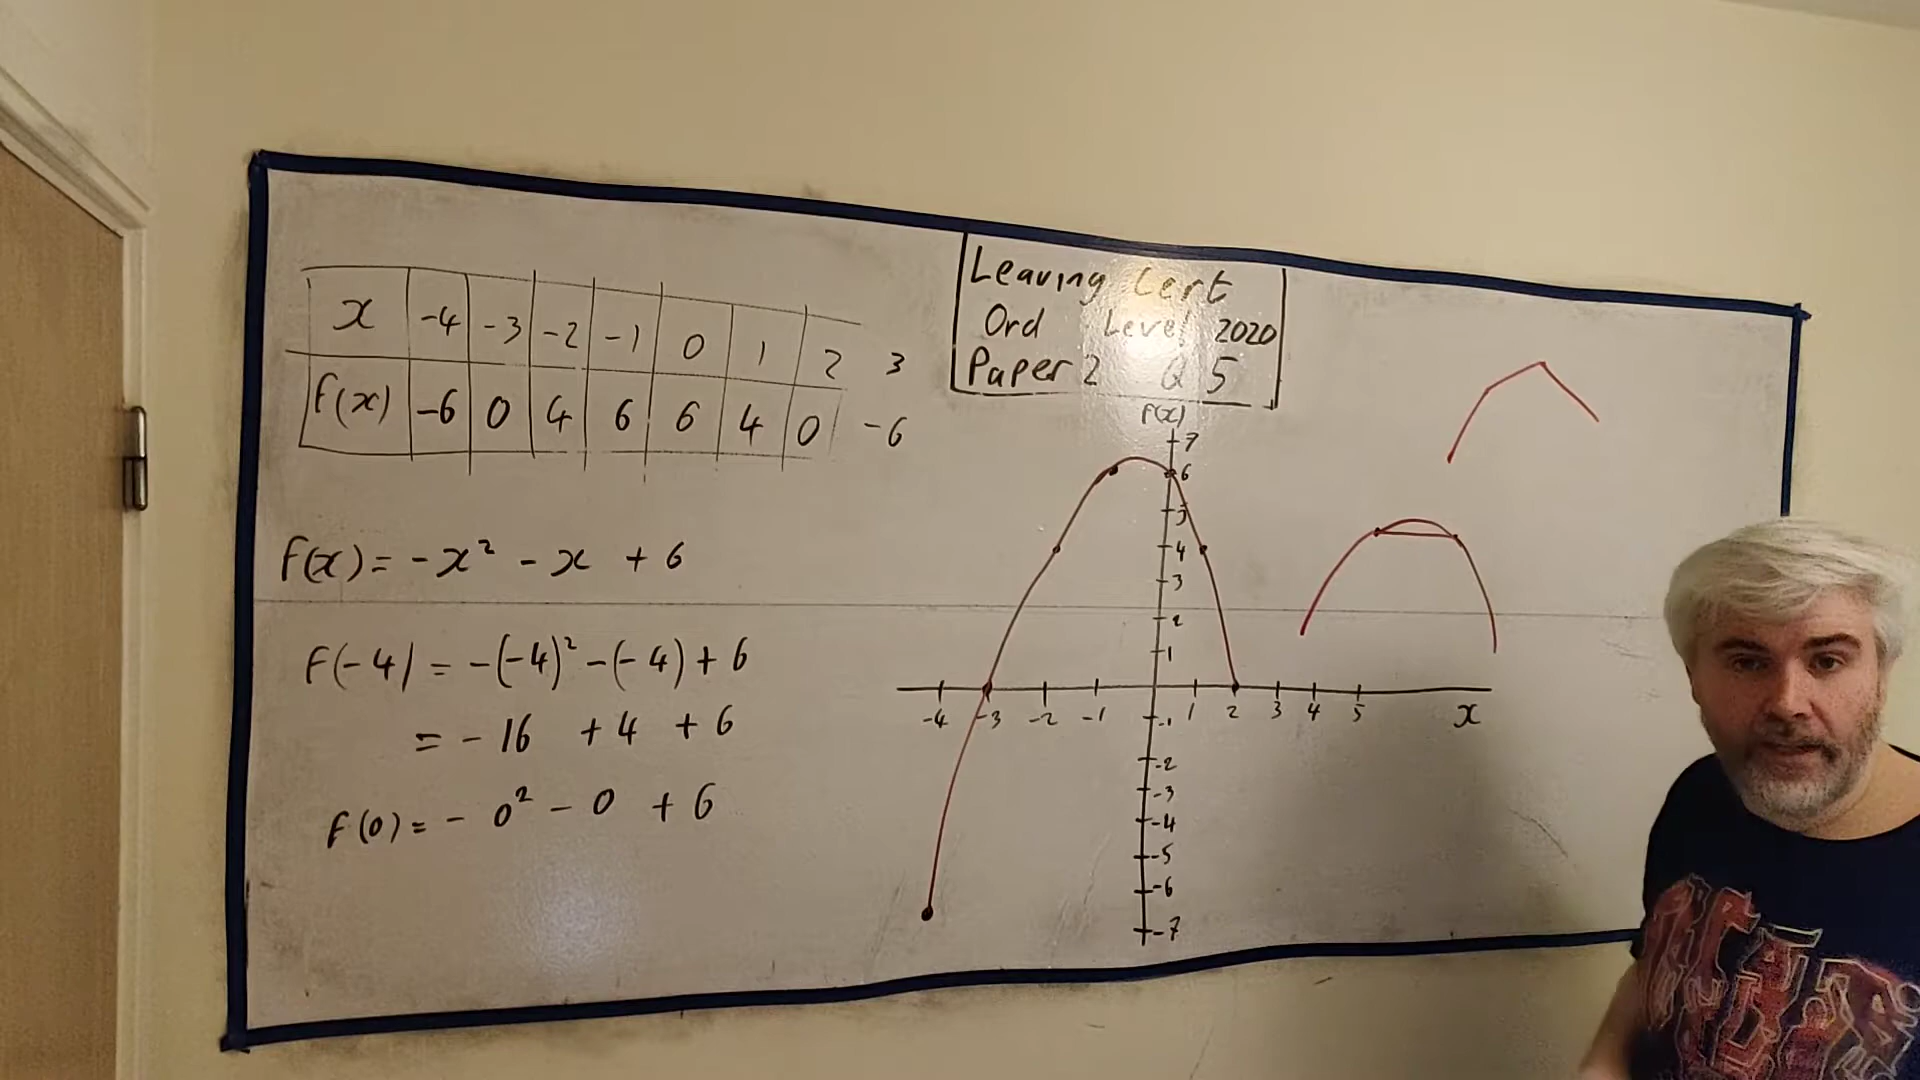 x -4 -3 -2 -1 0 1 2 3
f(x) -6 0 4 6 6 4 0 -6
f(x) = -x² - x + 6
f(-4) = -(-4)² - (-4) + 6
= -16 + 4 + 6
f(0) = -0² - 0 + 6
Leaving Cert
Ord Level 2020
Paper 2 Q 5
f(x)
7
6
5
4
3
2
1
-4 -3 -2 -1 1 2 3 4 5 x
-1
-2
-3
-4
-5
-6
-7